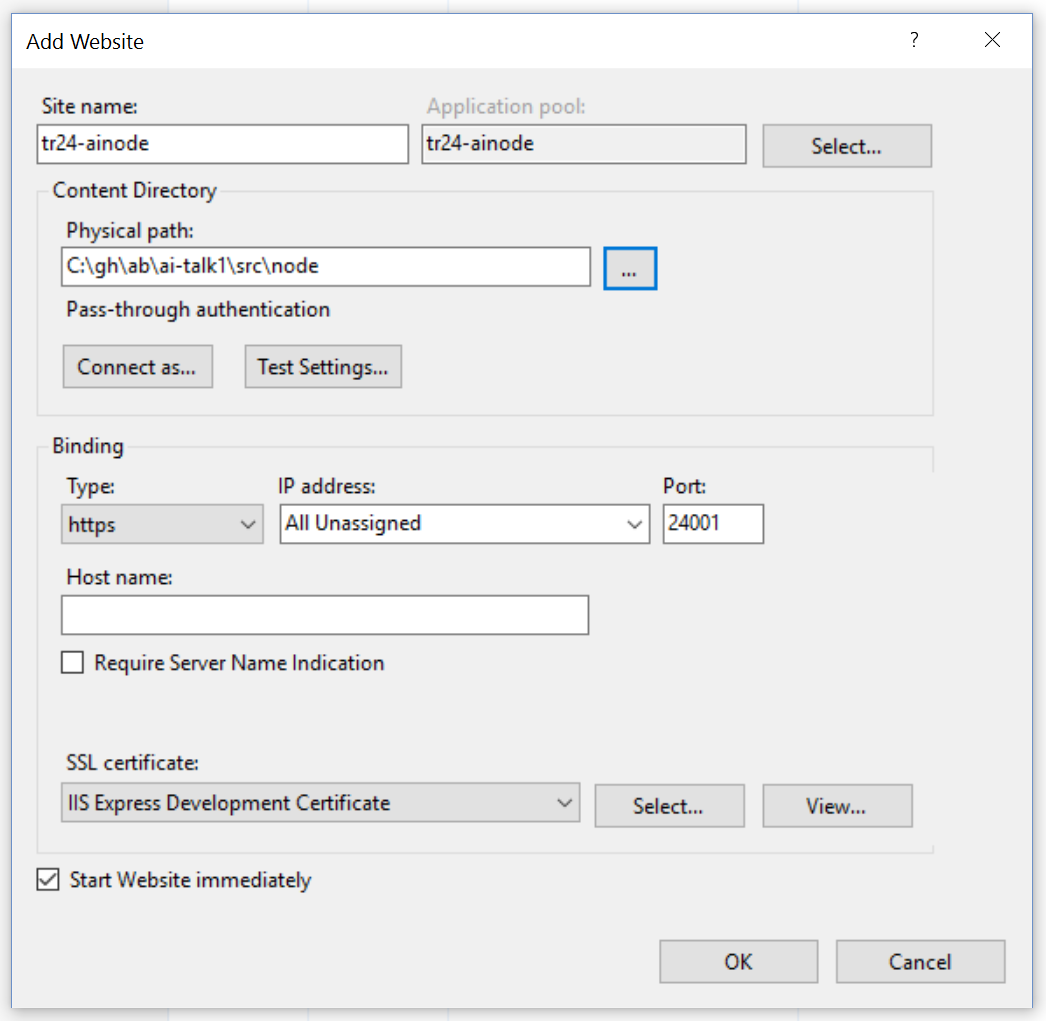 Add Website
?
Site name:
Application pool:
tr24-ainode
tr24-ainode
Select...
Content Directory
Physical path:
C:\gh\ab\ai-talk1\src\node
...
Pass-through authentication
Connect as...
Test Settings...
Binding
Type:
IP address:
Port:
https
All Unassigned
24001
Host name:
Require Server Name Indication
SSL certificate:
IIS Express Development Certificate
Select...
View...
Start Website immediately
OK
Cancel